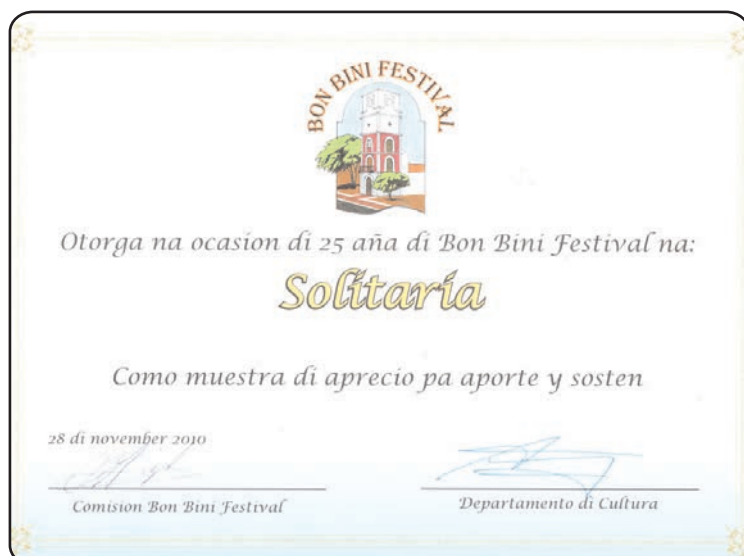 BON BINI FESTIVAL
Otorga na ocasion di 25 aña di Bon Bini Festival na:
Solitaria
Como muestra di aprecio pa aporte y sosten
28 di november 2010
Comision Bon Bini Festival
Departamento di Cultura